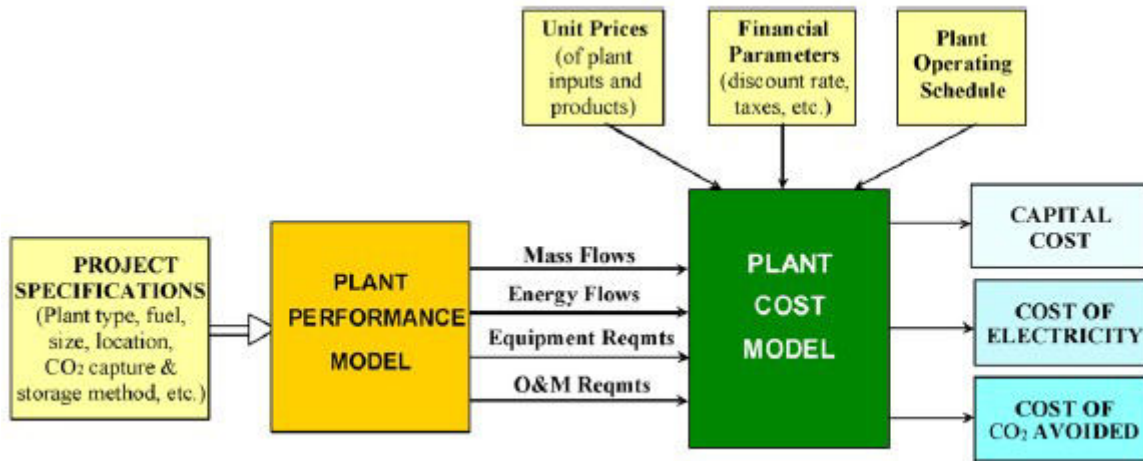 Unit Prices
(of plant
inputs and
products)
Financial
Parameters
(discount rate,
taxes, etc.)
Plant
Operating
Schedule
PROJECT
SPECIFICATIONS
(Plant type, fuel,
size, location,
CO₂ capture &
storage method, etc.)
PLANT
PERFORMANCE
MODEL
Mass Flows
Energy Flows
Equipment Reqmts
O&M Reqmts
PLANT
COST
MODEL
CAPITAL
COST
COST OF
ELECTRICITY
COST OF
CO₂ AVOIDED